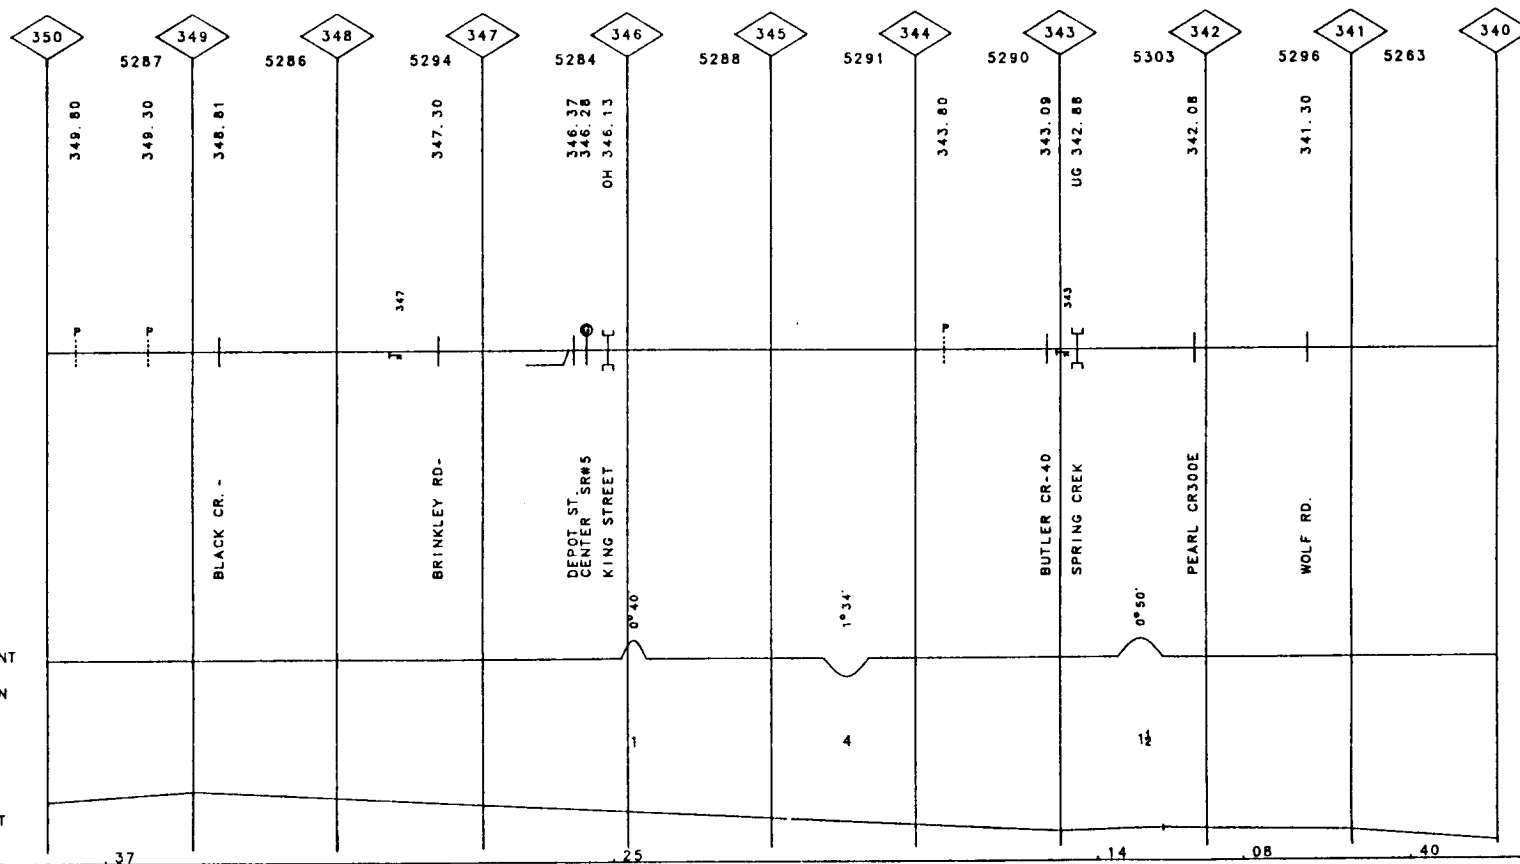 350 349 348 347 346 345 344 343 342 341 340
5287 5286 5294 5284 5288 5291 5290 5303 5296 5263
349.80
349.30
348.81
347.30
346.37
346.28
OH 346.13
343.80
343.09
UG 342.88
342.08
341.30
347
343
P
P
P
BLACK CR. -
BRINKLEY RD-
DEPOT ST.
CENTER SR#5
KING STREET
BUTLER CR-40
SPRING CREK
PEARL CR300E
WOLF RD.
0°40'
1°34'
0°50'
NT
N
1 4 1½
T
.37 .25 .14 .08 .40